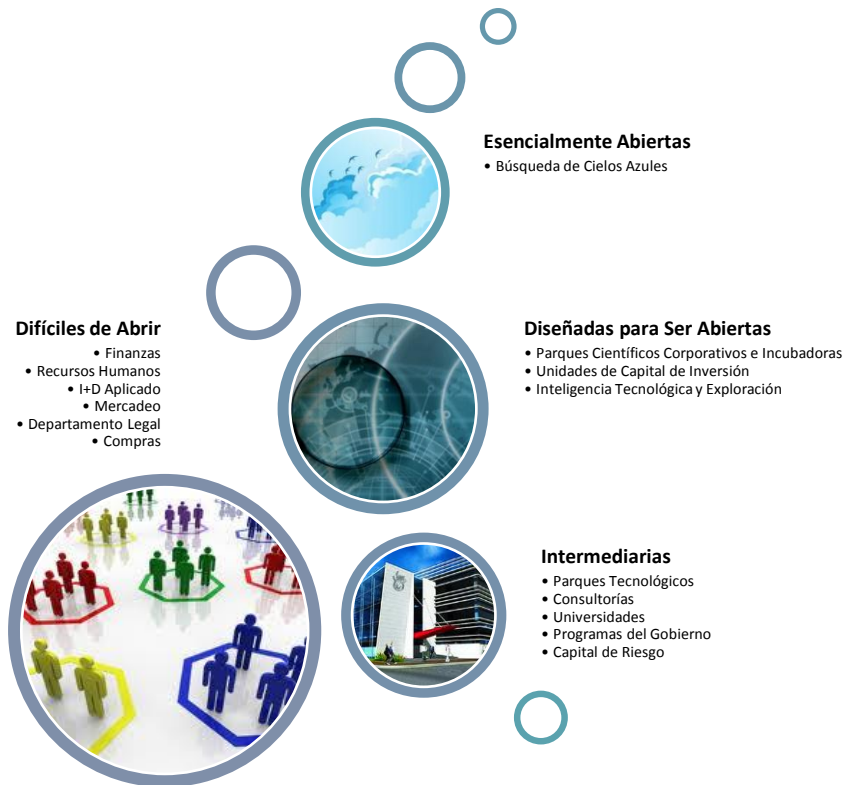 Esencialmente Abiertas
• Búsqueda de Cielos Azules
Difíciles de Abrir
• Finanzas
• Recursos Humanos
• I+D Aplicado
• Mercadeo
• Departamento Legal
• Compras
Diseñadas para Ser Abiertas
• Parques Científicos Corporativos e Incubadoras
• Unidades de Capital de Inversión
• Inteligencia Tecnológica y Exploración
Intermediarias
• Parques Tecnológicos
• Consultorías
• Universidades
• Programas del Gobierno
• Capital de Riesgo